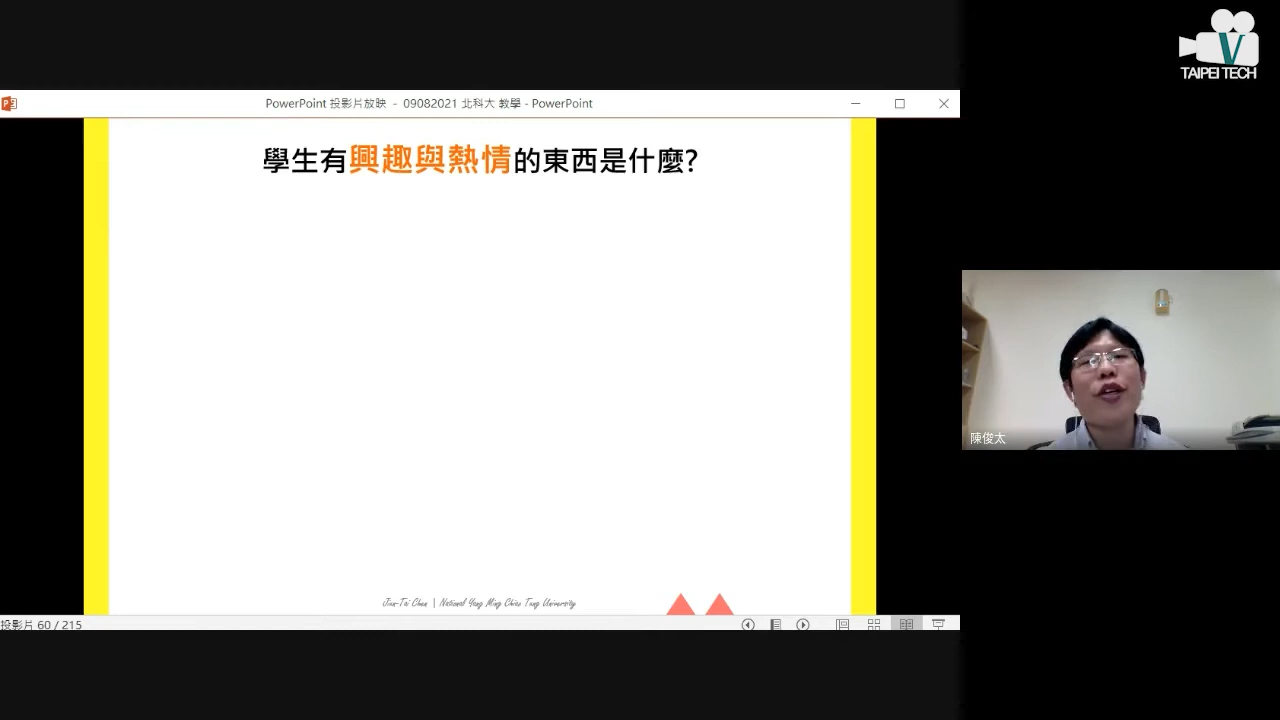 TAIPEI TECH
PowerPoint 投影片放映 - 09082021 北科大 教學 - PowerPoint
學生有興趣與熱情的東西是什麼?
陳俊太
Jiun-Tai Chen | National Yang Ming Chiao Tung University
投影片 60 / 215